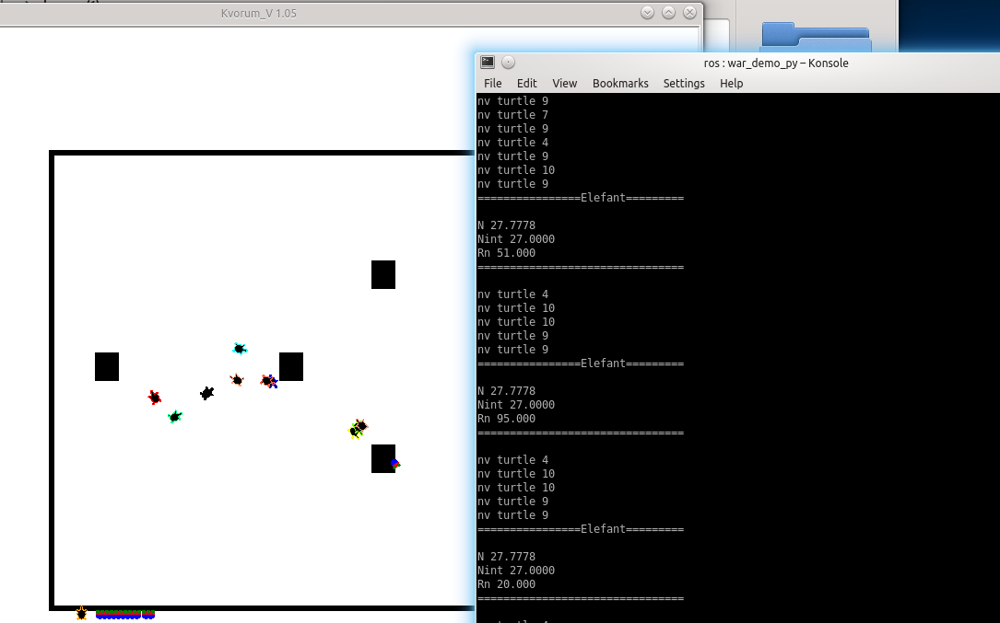 Kvorum_V 1.05
ros : war_demo_py – Konsole
File Edit View Bookmarks Settings Help
nv turtle 9
nv turtle 7
nv turtle 9
nv turtle 4
nv turtle 9
nv turtle 10
nv turtle 9
================Elefant=========
N 27.7778
Nint 27.0000
Rn 51.000
================================
nv turtle 4
nv turtle 10
nv turtle 10
nv turtle 9
nv turtle 9
================Elefant=========
N 27.7778
Nint 27.0000
Rn 95.000
================================
nv turtle 4
nv turtle 10
nv turtle 10
nv turtle 9
nv turtle 9
================Elefant=========
N 27.7778
Nint 27.0000
Rn 20.000
================================